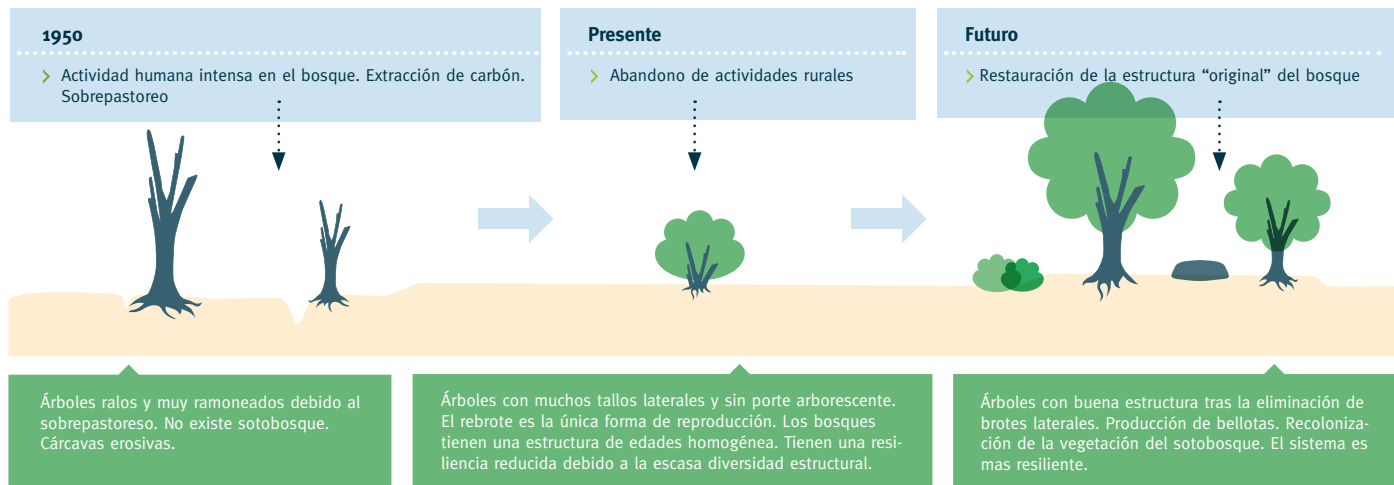 1950
> Actividad humana intensa en el bosque. Extracción de carbón.
Sobrepastoreo
Presente
> Abandono de actividades rurales
Futuro
> Restauración de la estructura “original” del bosque
Árboles ralos y muy ramoneados debido al
sobrepastavoreso. No existe sotobosque.
Cárcavas erosivas.
Árboles con muchos tallos laterales y sin porte arborescente.
El rebrote es la única forma de reproducción. Los bosques
tienen una estructura de edades homogénea. Tienen una resi-
liencia reducida debido a la escasa diversidad estructural.
Árboles con buena estructura tras la eliminación de
brotes laterales. Producción de bellotas. Recoloniza-
ción de la vegetación del sotobosque. El sistema es
mas resiliente.